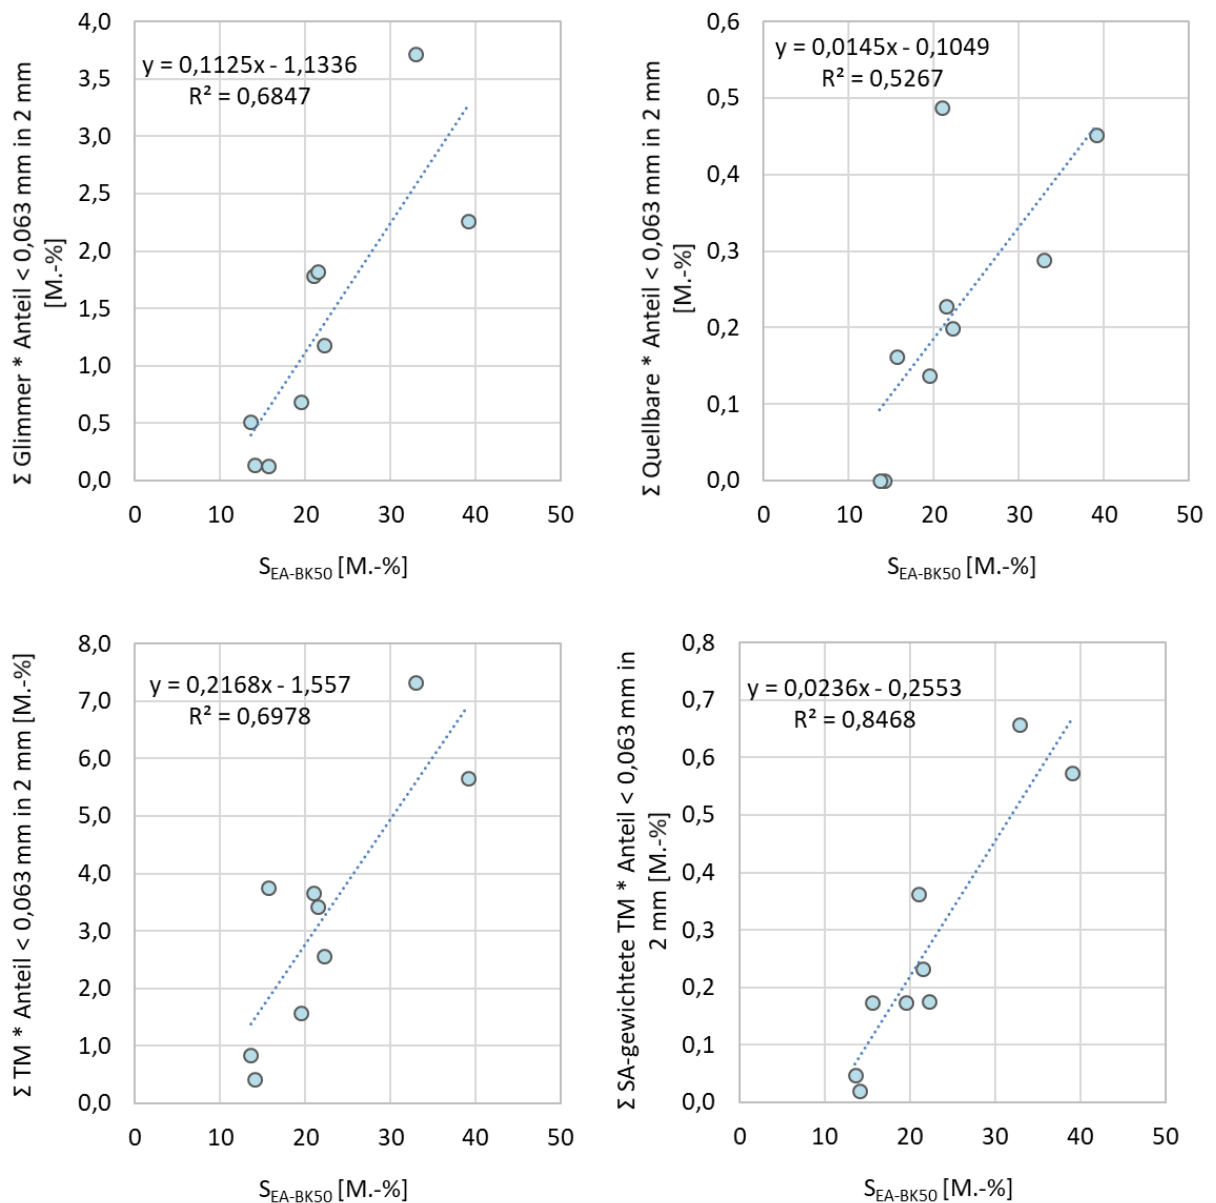 Σ Glimmer * Anteil < 0,063 mm in 2 mm
[M.-%]
4,0
3,5
3,0
2,5
2,0
1,5
1,0
0,5
0,0
y = 0,1125x - 1,1336
R² = 0,6847
0 10 20 30 40 50
S_EA-BK50 [M.-%]
Σ Quellbare * Anteil < 0,063 mm in 2 mm
[M.-%]
0,6
0,5
0,4
0,3
0,2
0,1
0,0
y = 0,0145x - 0,1049
R² = 0,5267
0 10 20 30 40 50
S_EA-BK50 [M.-%]
Σ TM * Anteil < 0,063 mm in 2 mm [M.-%]
8,0
7,0
6,0
5,0
4,0
3,0
2,0
1,0
0,0
y = 0,2168x - 1,557
R² = 0,6978
0 10 20 30 40 50
S_EA-BK50 [M.-%]
Σ SA-gewichtete TM * Anteil < 0,063 mm in
2 mm [M.-%]
0,8
0,7
0,6
0,5
0,4
0,3
0,2
0,1
0,0
y = 0,0236x - 0,2553
R² = 0,8468
0 10 20 30 40 50
S_EA-BK50 [M.-%]